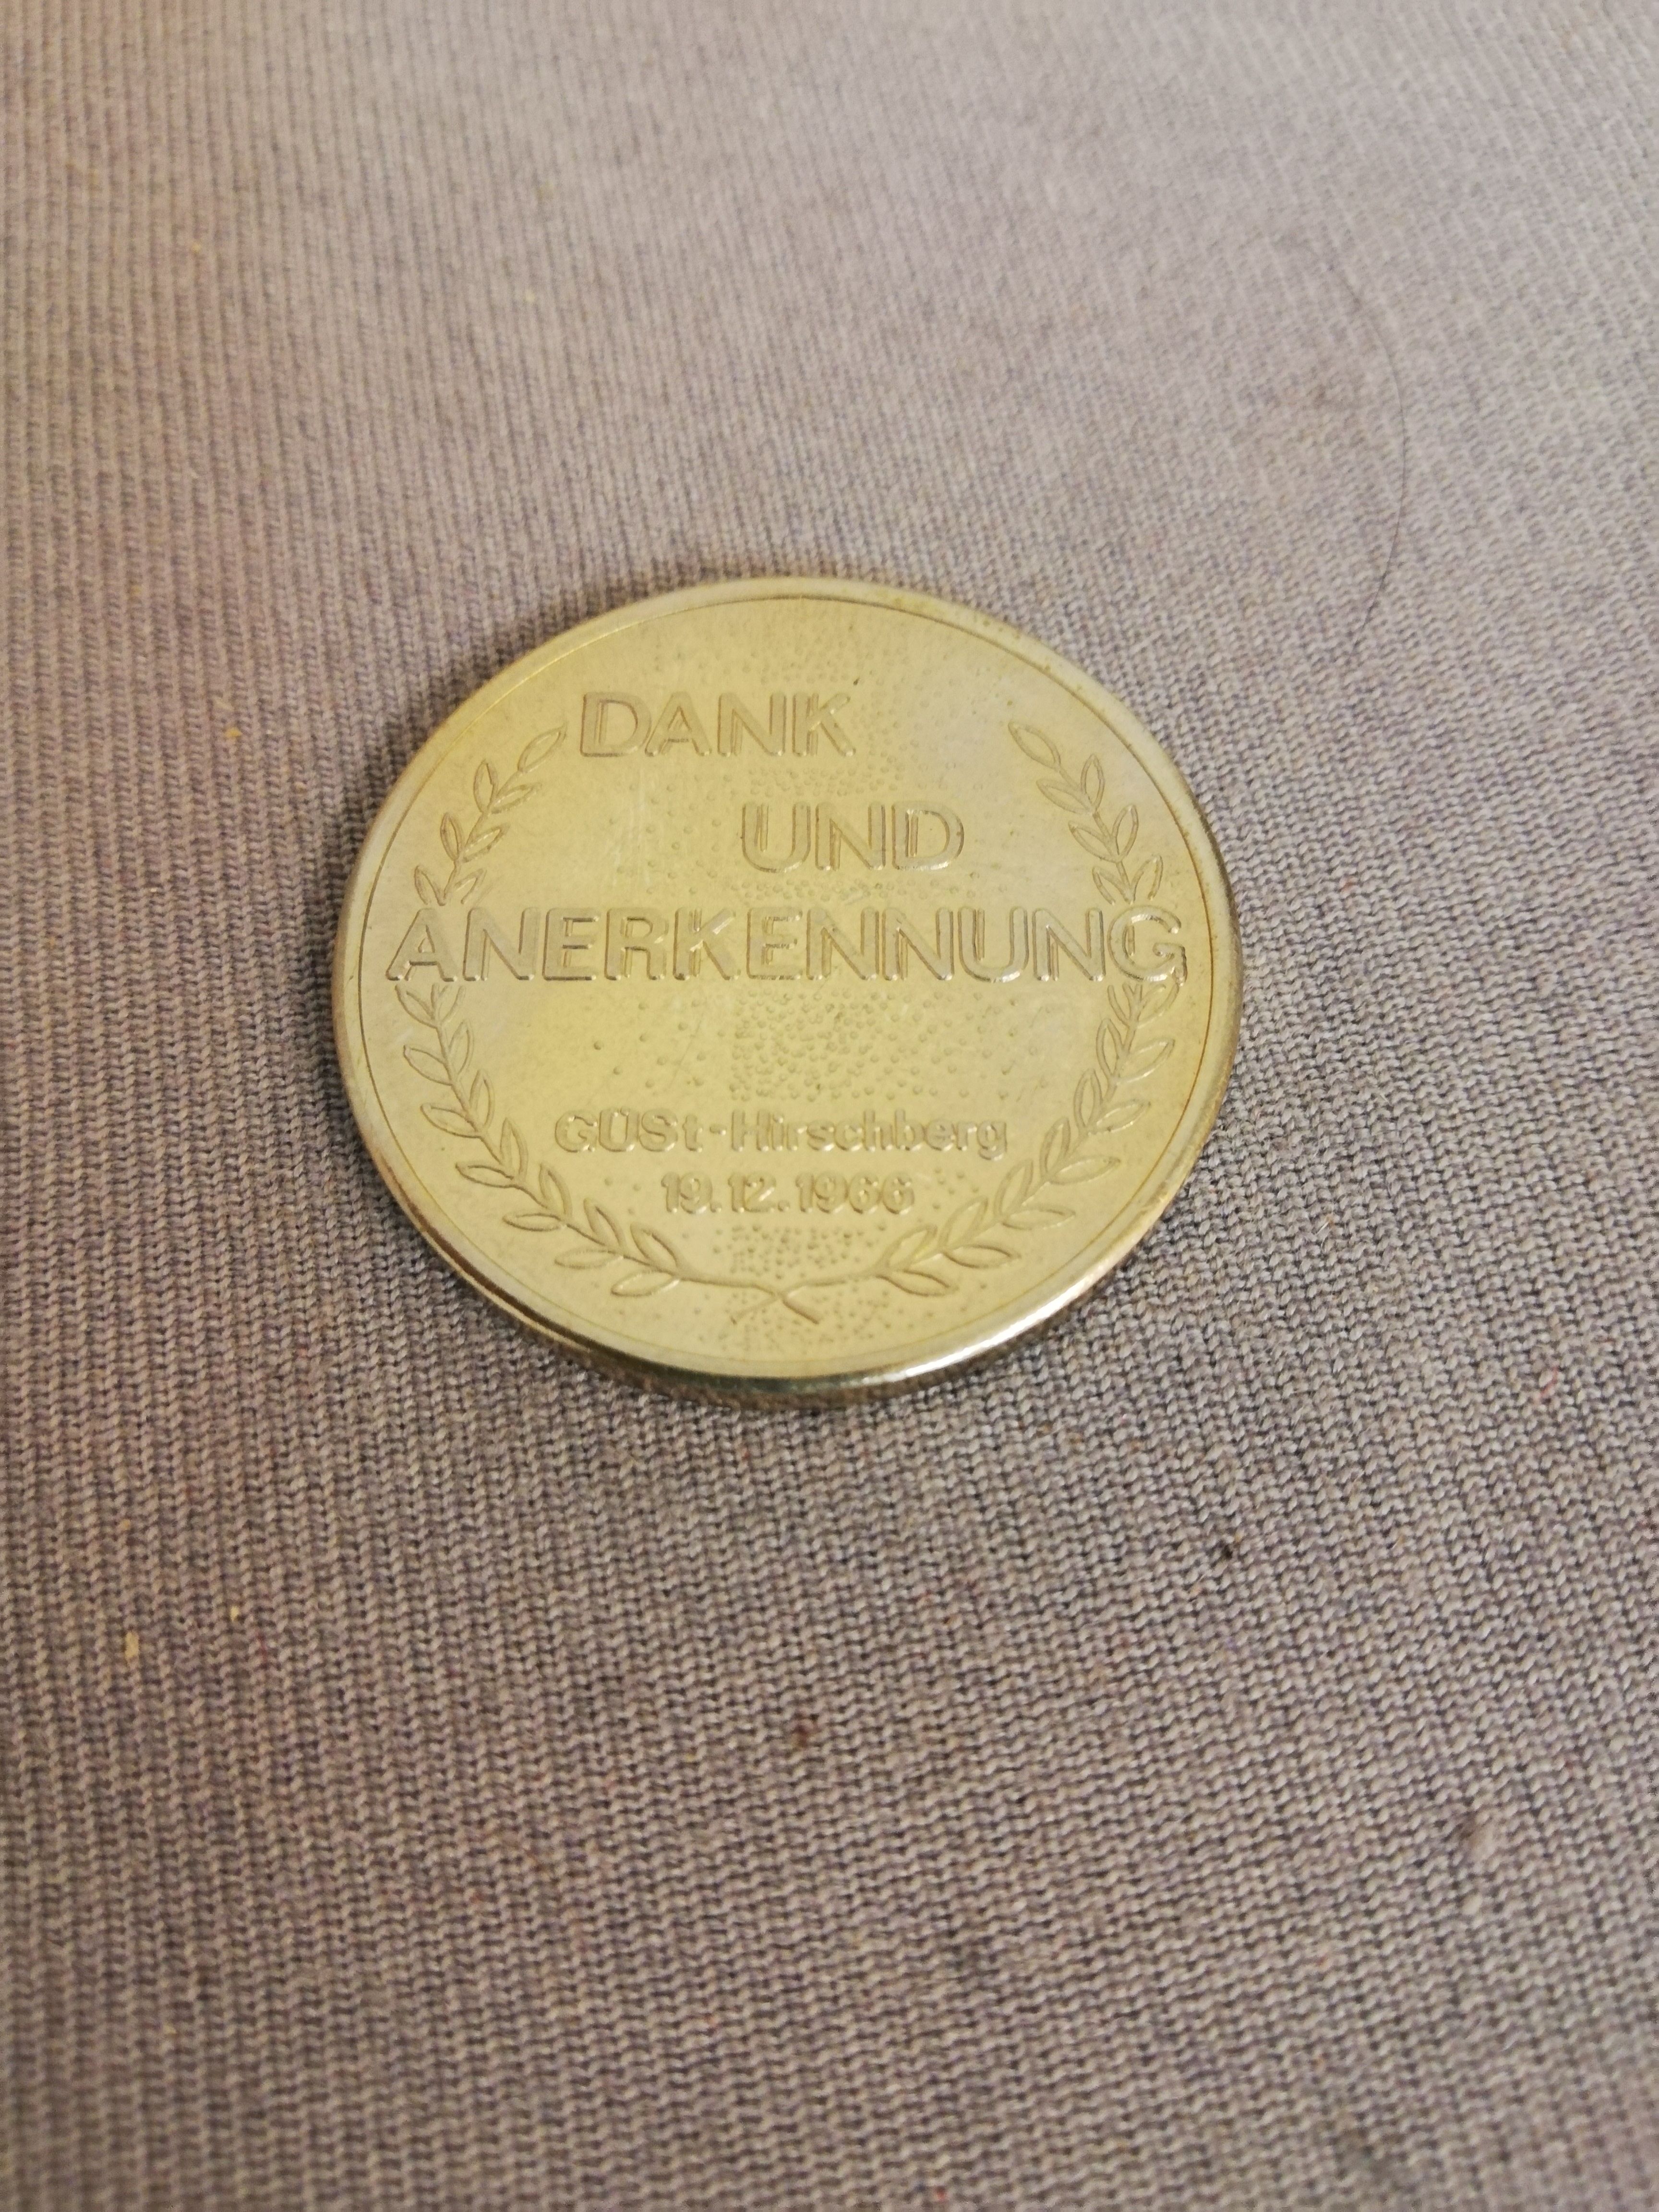 DANK
UND
ANERKENNUNG
GÜSt-Hirschberg
19.12.1966